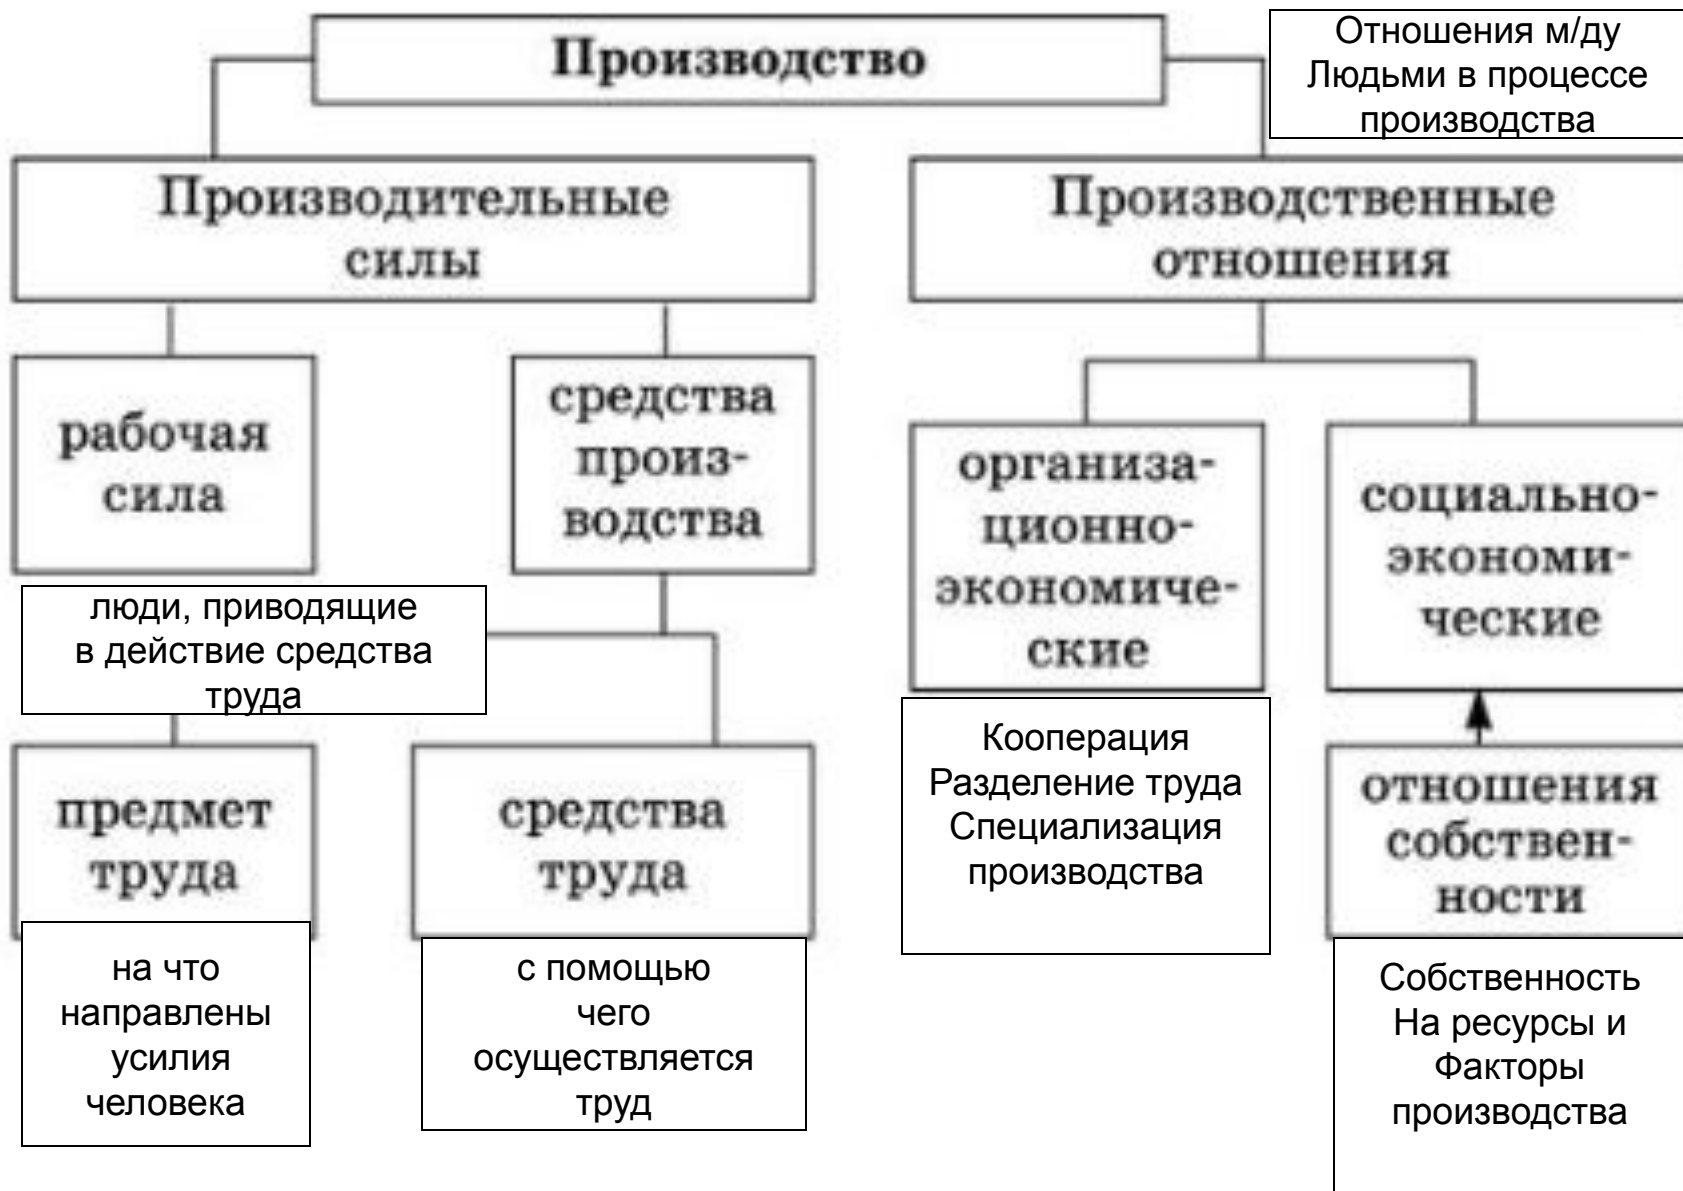 Производство
Отношения м/ду
Людьми в процессе
производства
Производительные
силы
Производственные
отношения
рабочая
сила
средства
произ-
водства
организа-
ционно-
экономиче-
ские
социально-
экономи-
ческие
люди, приводящие
в действие средства
труда
предмет
труда
средства
труда
Кооперация
Разделение труда
Специализация
производства
отношения
собствен-
ности
на что
направлены
усилия
человека
с помощью
чего
осуществляется
труд
Собственность
На ресурсы и
Факторы
производства